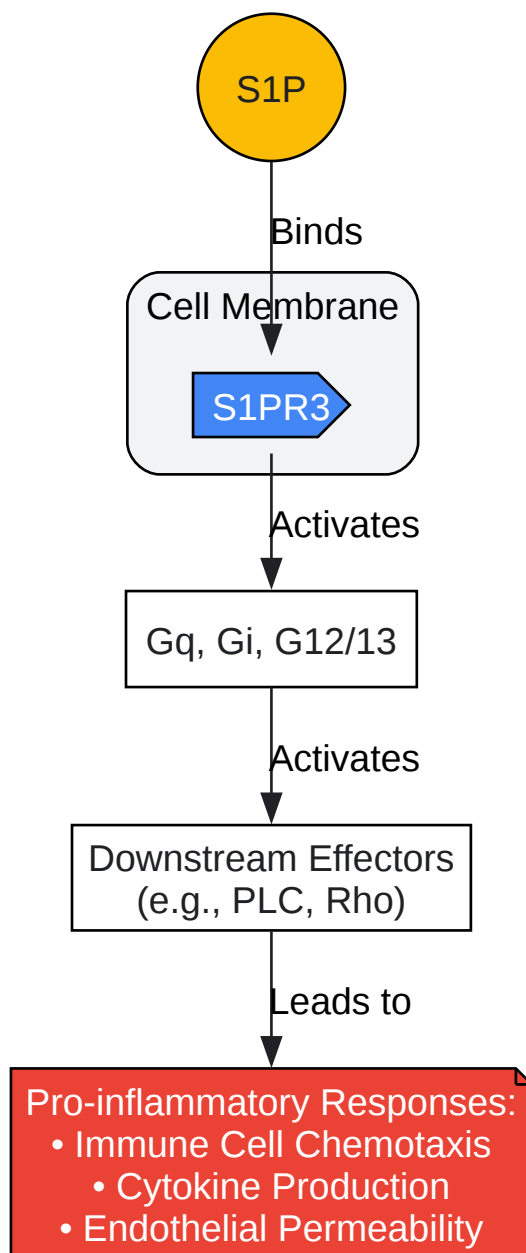 S1P
Binds
Cell Membrane
S1PR3
Activates
Gq, Gi, G12/13
Activates
Downstream Effectors
(e.g., PLC, Rho)
Leads to
Pro-inflammatory Responses:
• Immune Cell Chemotaxis
• Cytokine Production
• Endothelial Permeability